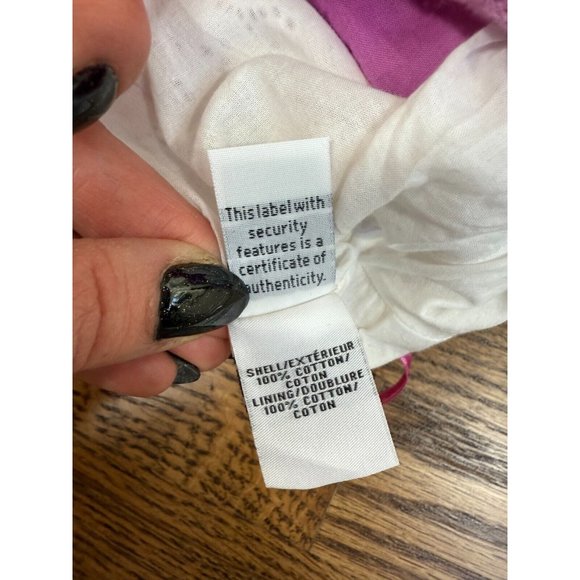 This label with
security
features is a
certificate of
authenticity.
SHELL/EXTÉRIEUR
100% COTTON/
COTON
LINING/DOUBLURE
100% COTTON/
COTON